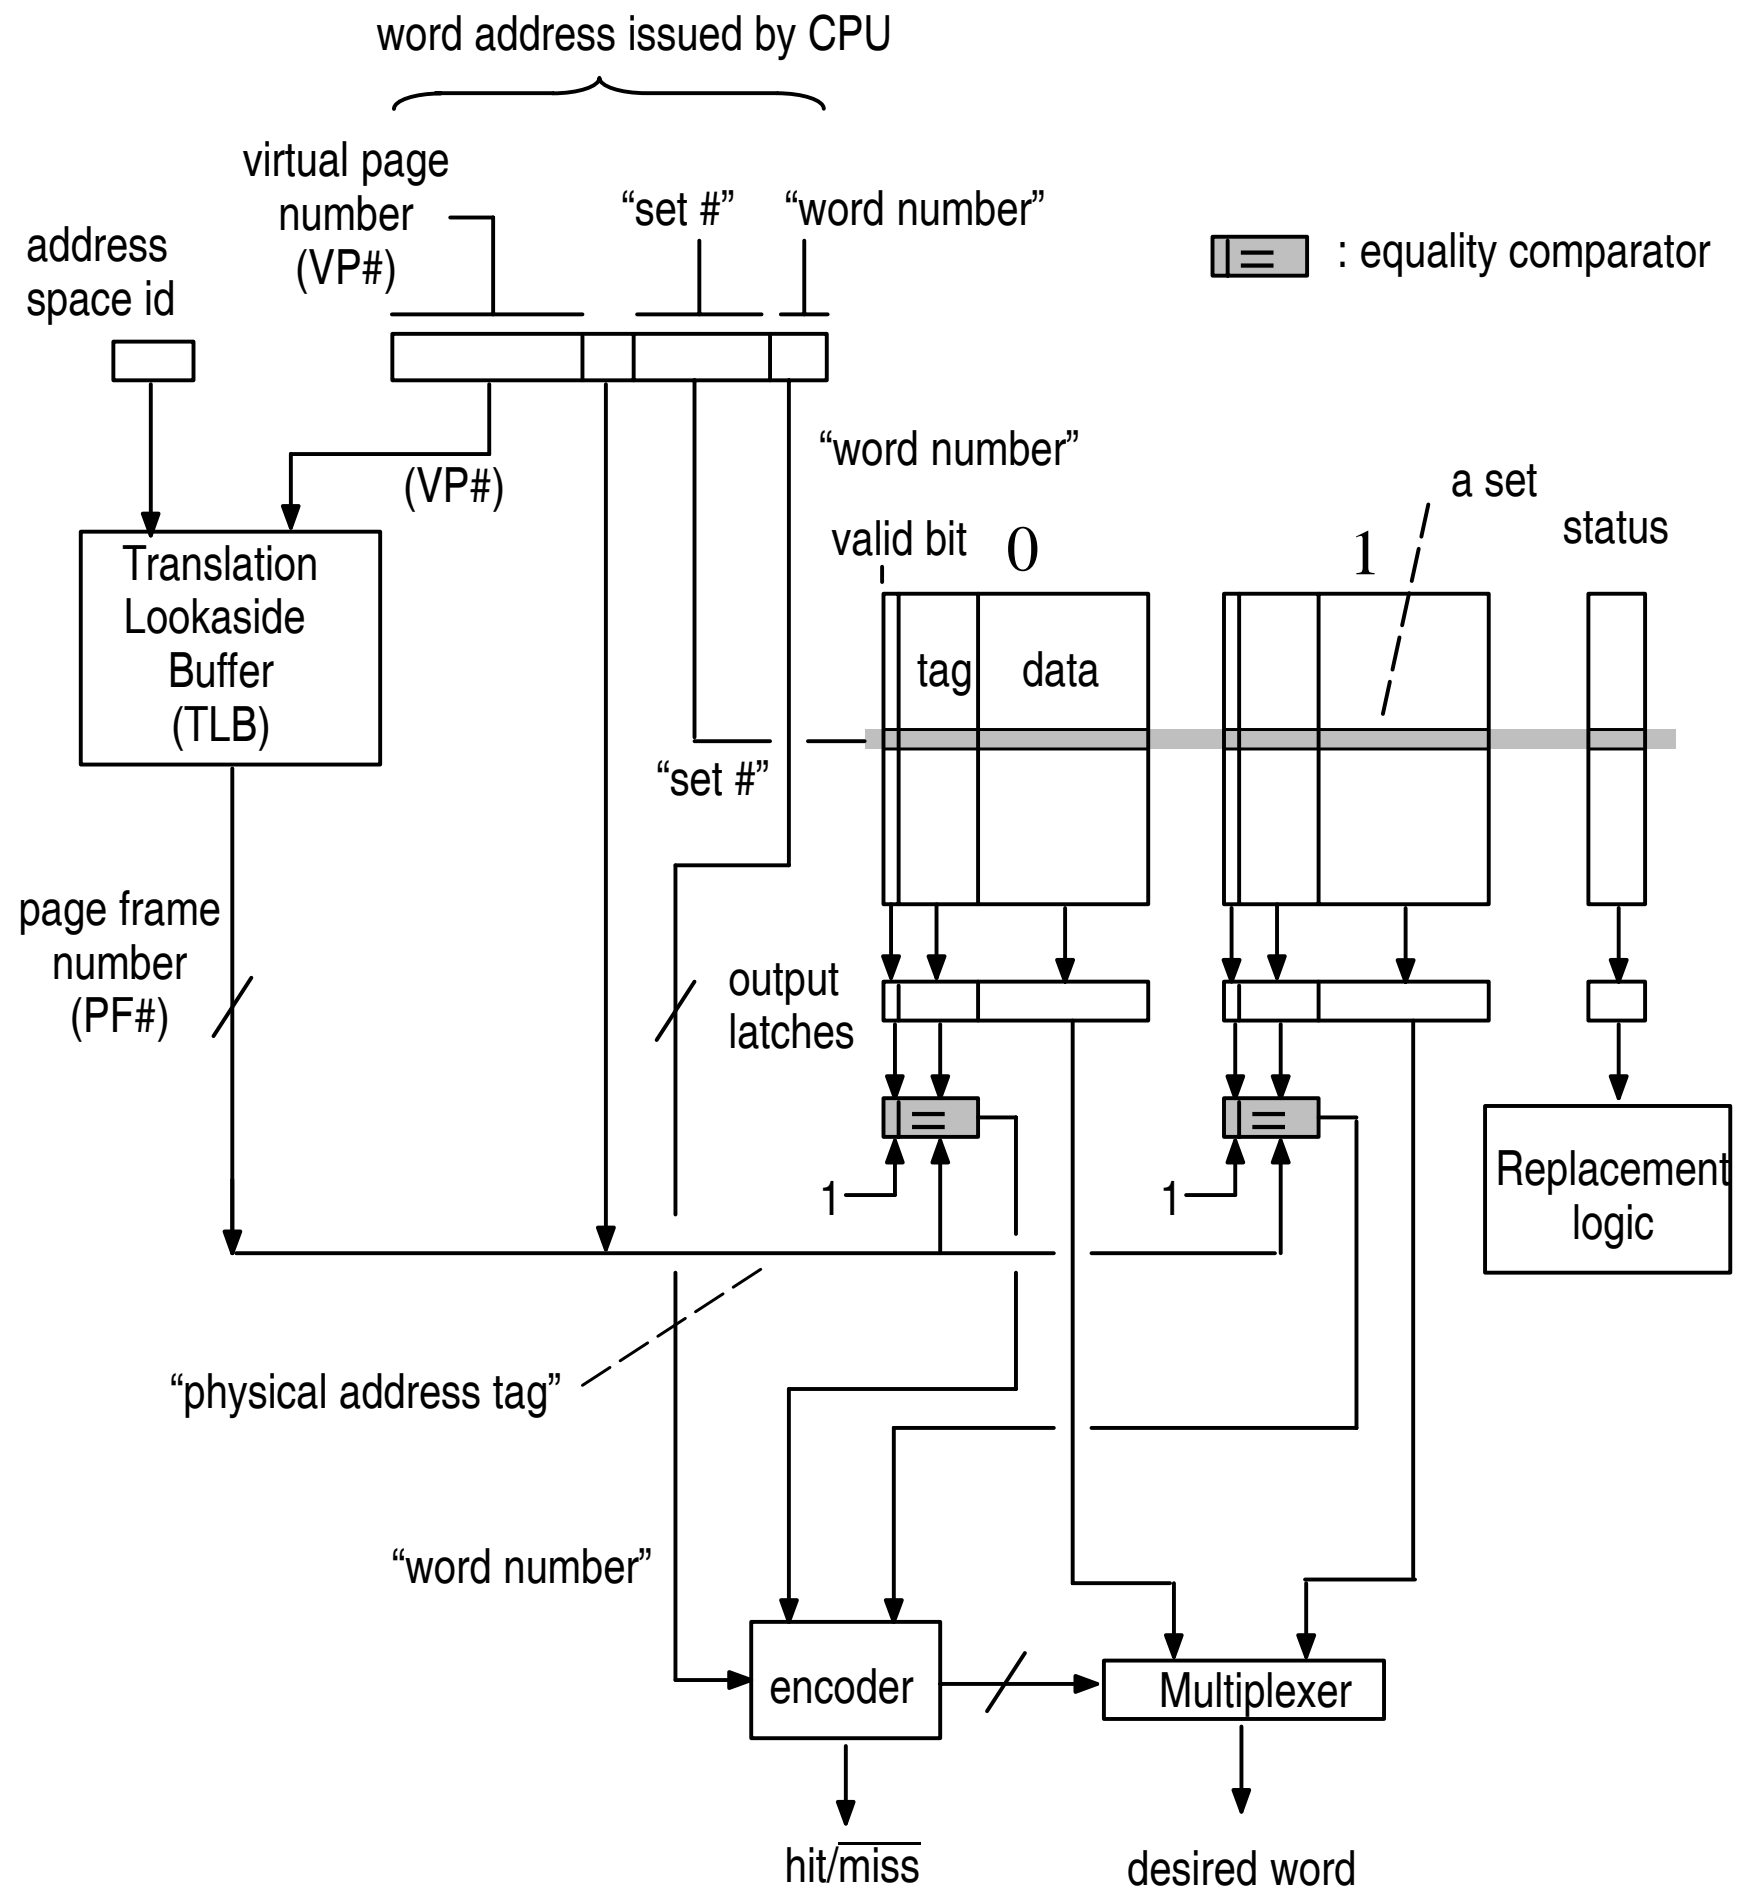 word address issued by CPU
virtual page
number
(VP#)
“set #”
“word number”
address
space id
: equality comparator
(VP#)
“word number”
a set
status
valid bit
0
1
Translation
Lookaside
Buffer
(TLB)
tag
data
“set #”
page frame
number
(PF#)
output
latches
1
1
Replacement
logic
“physical address tag”
“word number”
encoder
Multiplexer
hit/miss
desired word